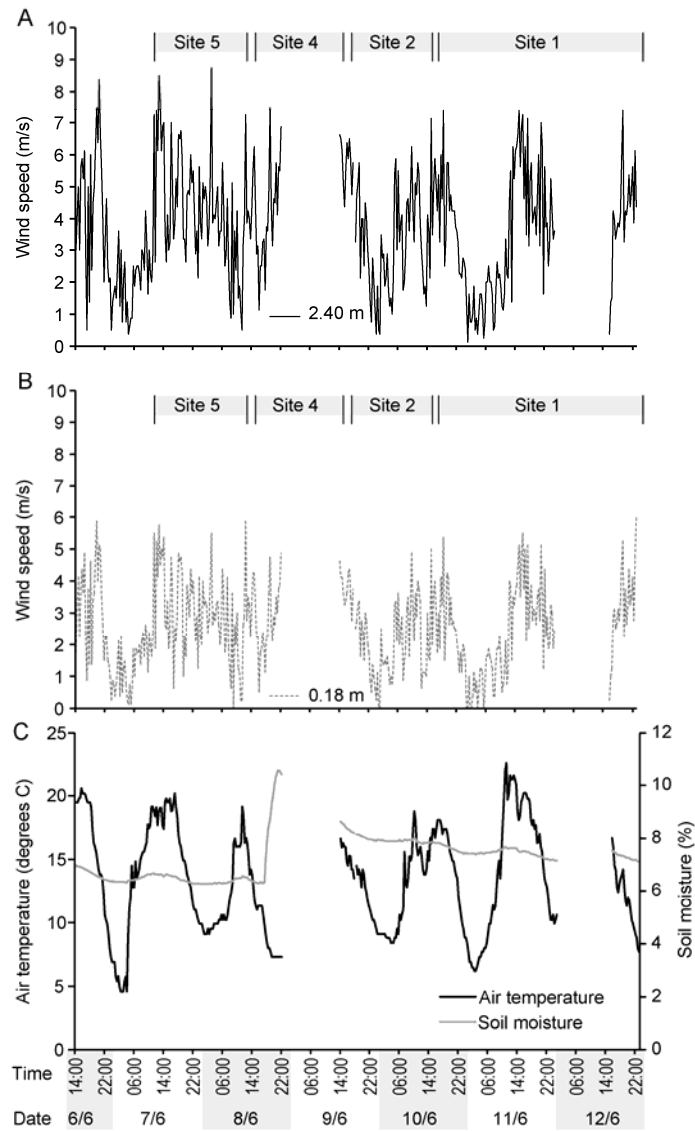 A
Site 5 Site 4 Site 2 Site 1
10
9
8
7
6
5
4
3
2
1
0
Wind speed (m/s)
2.40 m
B
Site 5 Site 4 Site 2 Site 1
10
9
8
7
6
5
4
3
2
1
0
Wind speed (m/s)
0.18 m
C
25
20
15
10
5
0
Air temperature (degrees C)
12
10
8
6
4
2
0
Soil moisture (%)
Air temperature
Soil moisture
Time 14:00 22:00 06:00 14:00 22:00 06:00 14:00 22:00 06:00 14:00 22:00 06:00 14:00 22:00 06:00 14:00 22:00 06:00 14:00 22:00
Date 6/6 7/6 8/6 9/6 10/6 11/6 12/6